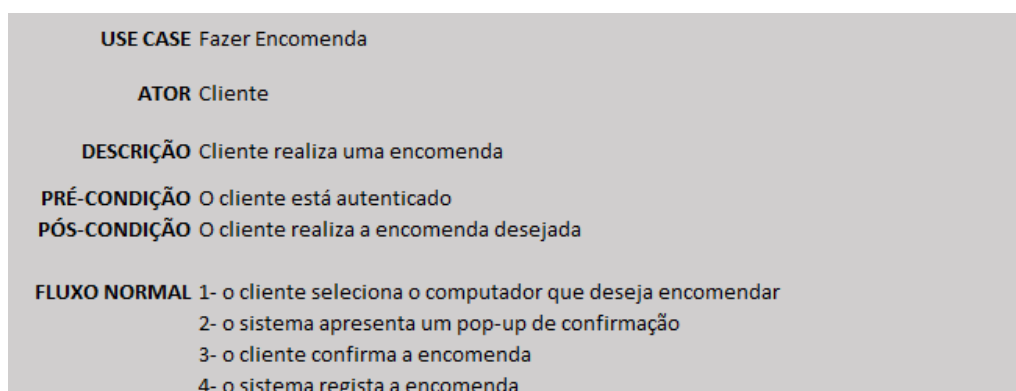 USE CASE Fazer Encomenda
ATOR Cliente
DESCRIÇÃO Cliente realiza uma encomenda
PRÉ-CONDIÇÃO O cliente está autenticado
PÓS-CONDIÇÃO O cliente realiza a encomenda desejada
FLUXO NORMAL 1- o cliente seleciona o computador que deseja encomendar
2- o sistema apresenta um pop-up de confirmação
3- o cliente confirma a encomenda
4- o sistema regista a encomenda